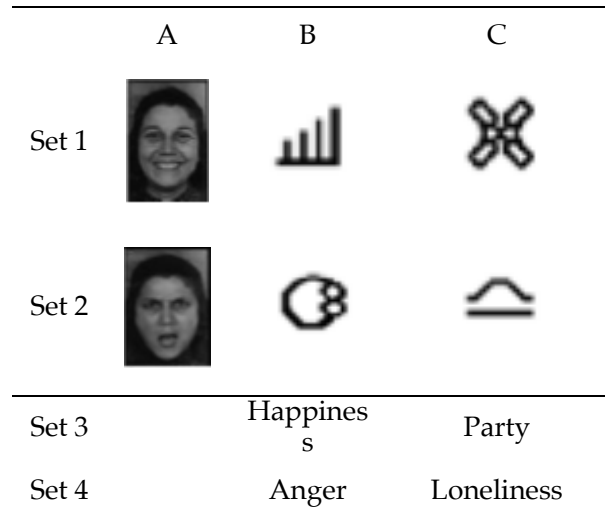 A B C
Set 1
Set 2
Set 3 Happines
s Party
Set 4 Anger Loneliness